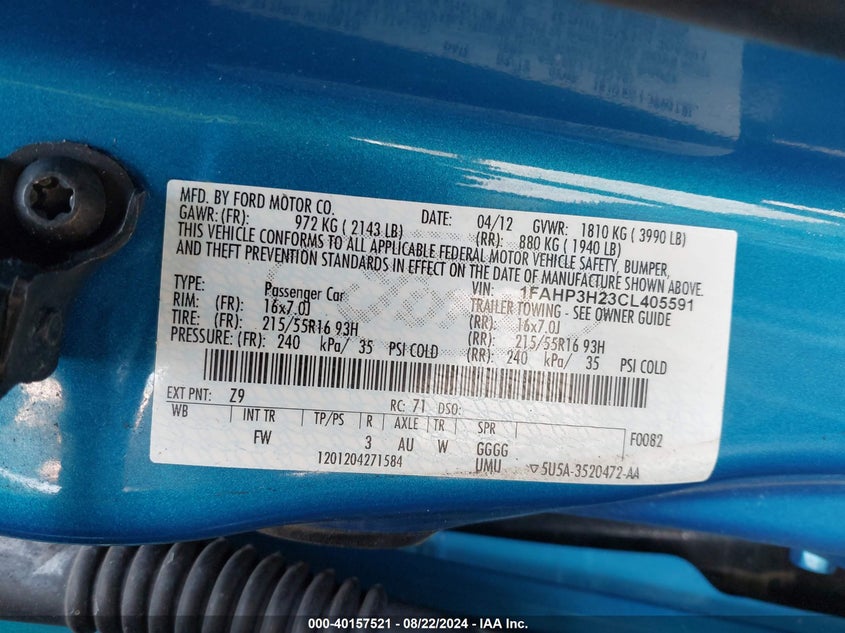 MFD. BY FORD MOTOR CO. DATE: 04/12 GVWR: 1810 KG ( 3990 LB)
GAWR: (FR): 972 KG ( 2143 LB) (RR): 880 KG ( 1940 LB)
THIS VEHICLE CONFORMS TO ALL APPLICABLE FEDERAL MOTOR VEHICLE SAFETY, BUMPER,
AND THEFT PREVENTION STANDARDS IN EFFECT ON THE DATE OF MANUFACTURE SHOWN ABOVE.
VIN: 1FAHP3H23CL405591
TYPE: Passenger Car TRAILER TOWING - SEE OWNER GUIDE
RIM: (FR) 16x7.0J (RR): 16x7.0J
TIRE: (FR): 215/55R16 93H (RR): 215/55R16 93H
PRESSURE: (FR): 240 kPa/ 35 PSI COLD (RR): 240 kPa/ 35 PSI COLD
EXT PNT: Z9 RC: 71 DSO:
WB INT TR TP/PS R AXLE TR SPR F0082
FW 3 AU W GGGG
1201204271584 UMU 5U5A-3520472-AA
000-40157521 - 08/22/2024 - IAA Inc.